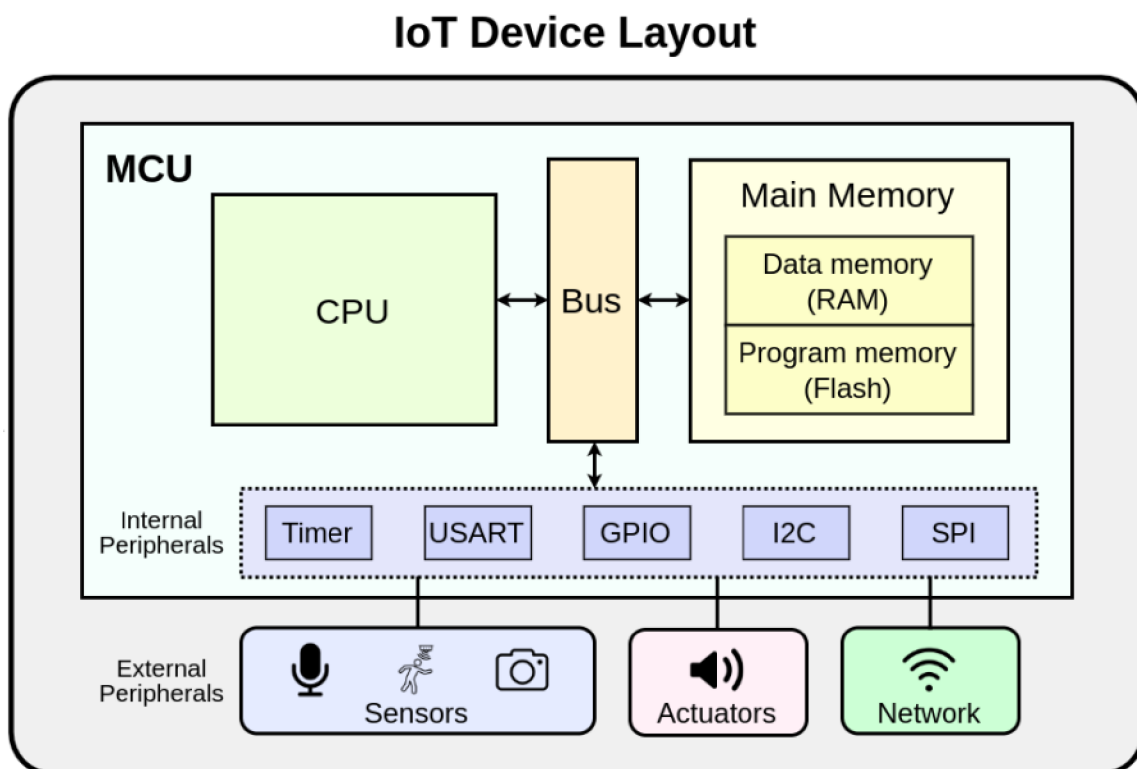 IoT Device Layout
MCU
CPU
Bus
Main Memory
Data memory
(RAM)
Program memory
(Flash)
Internal
Peripherals
Timer
USART
GPIO
I2C
SPI
External
Peripherals
Sensors
Actuators
Network